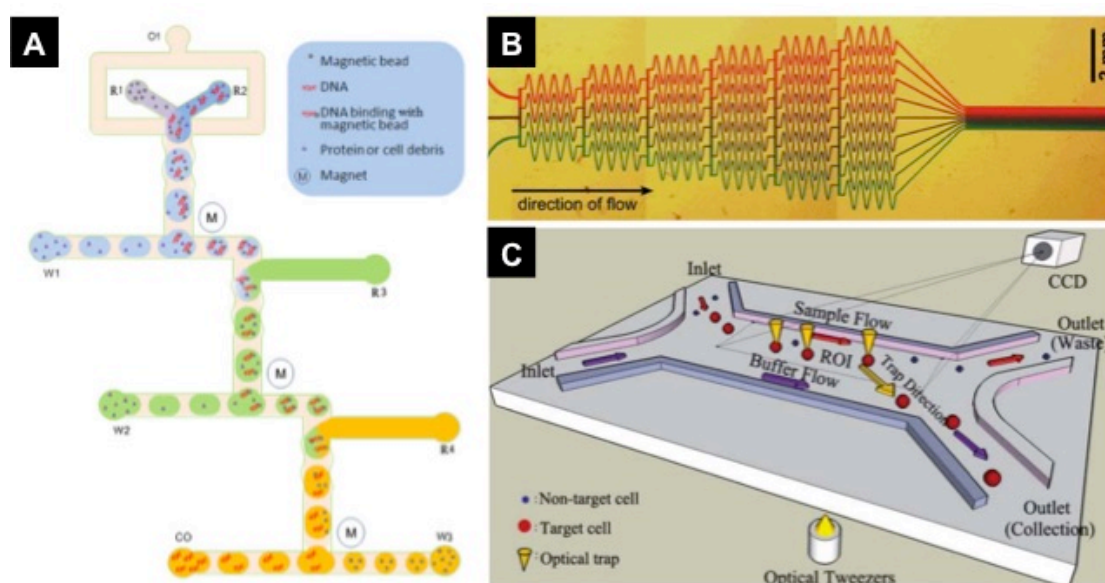 A
O1
R1
R2
Magnetic bead
DNA
DNA binding with
magnetic bead
Protein or cell debris
M
Magnet
M
W1
R3
M
W2
R4
M
CO
W3
B
2 mm
direction of flow
C
CCD
Inlet
Sample Flow
Outlet
(Waste)
ROI
Trap Direction
Inlet
Buffer Flow
: Non-target cell
: Target cell
: Optical trap
Outlet
(Collection)
Optical Tweezers